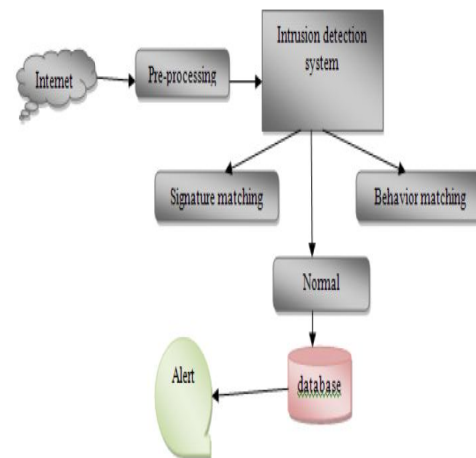 Intrusion detection
system
Internet
Pre-processing
Signature matching
Behavior matching
Normal
database
Alert